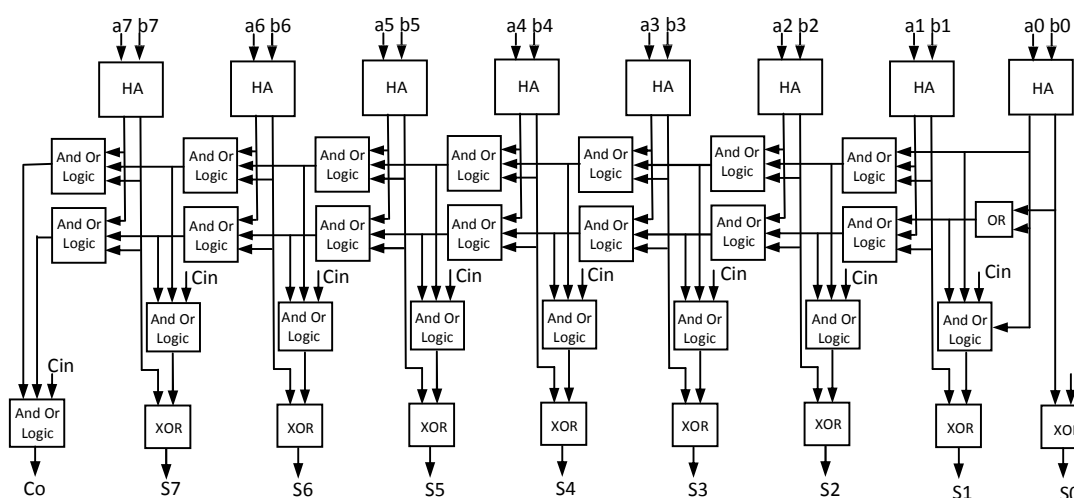 a7 b7 a6 b6 a5 b5 a4 b4 a3 b3 a2 b2 a1 b1 a0 b0
HA HA HA HA HA HA HA HA
And Or Logic And Or Logic And Or Logic And Or Logic And Or Logic And Or Logic And Or Logic
And Or Logic And Or Logic And Or Logic And Or Logic And Or Logic And Or Logic And Or Logic OR
Cin Cin Cin Cin Cin Cin Cin
And Or Logic And Or Logic And Or Logic And Or Logic And Or Logic And Or Logic And Or Logic
Cin
And Or Logic XOR XOR XOR XOR XOR XOR XOR
Co S7 S6 S5 S4 S3 S2 S1